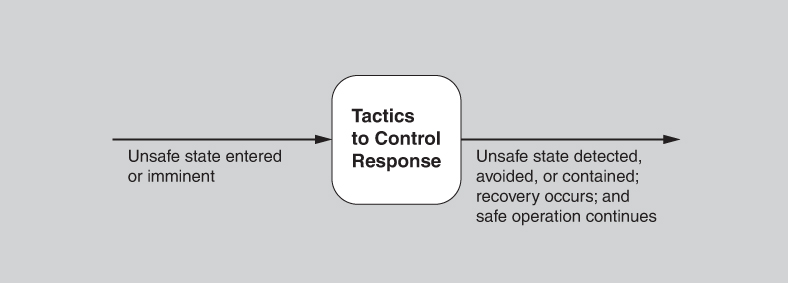 Unsafe state entered
or imminent
Tactics
to Control
Response
Unsafe state detected,
avoided, or contained;
recovery occurs; and
safe operation continues